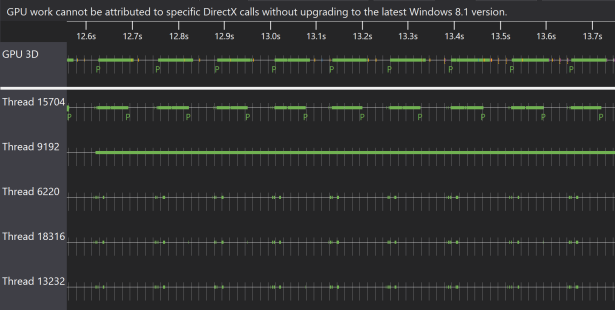 GPU work cannot be attributed to specific DirectX calls without upgrading to the latest Windows 8.1 version.
12.6s 12.7s 12.8s 12.9s 13.0s 13.1s 13.2s 13.3s 13.4s 13.5s 13.6s 13.7s
GPU 3D
P P P P P P P P P
Thread 15704
P P P P P P P P P P
Thread 9192
Thread 6220
Thread 18316
Thread 13232